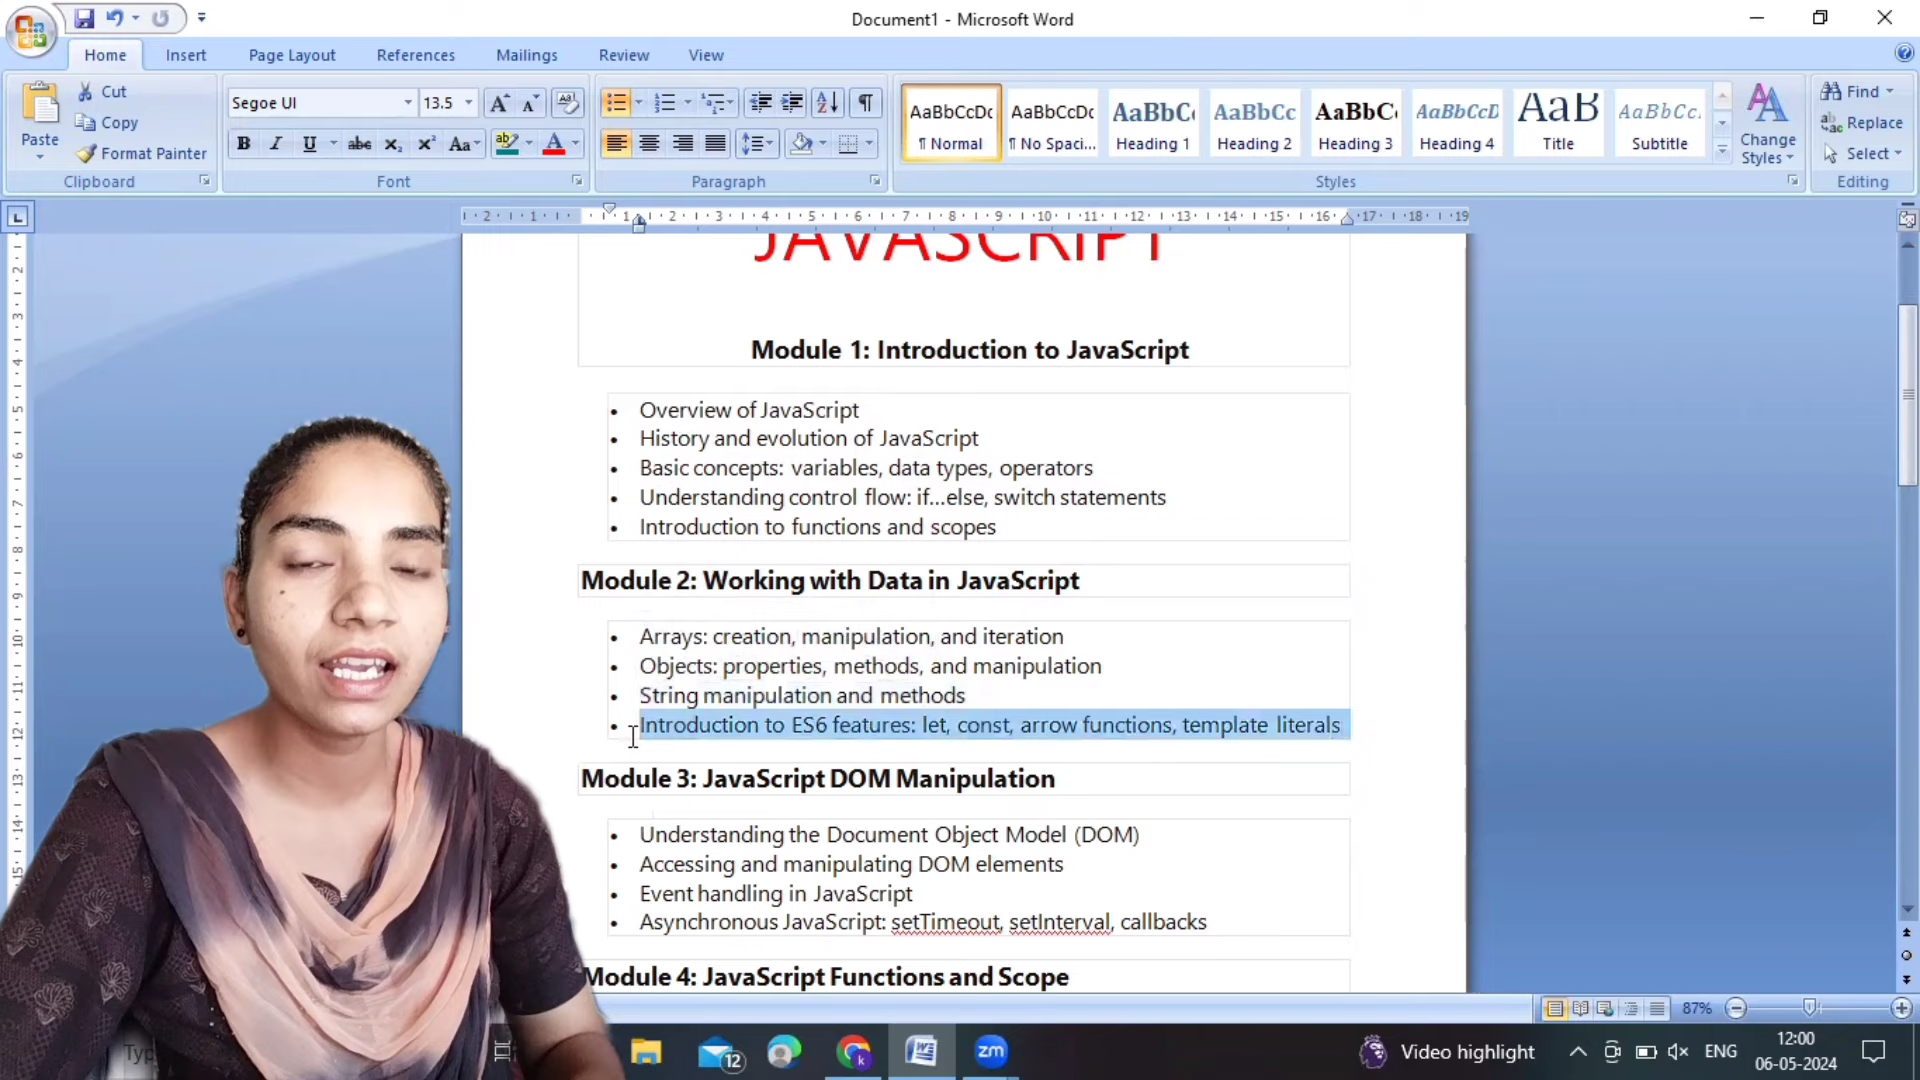 Document1 - Microsoft Word
Home Insert Page Layout References Mailings Review View
Paste
Cut
Copy
Format Painter
Clipboard
Segoe UI 13.5
Font
Paragraph
AaBbCcDc AaBbCcDc AaBbC AaBbCc AaBbC AaBbCcD AaB AaBbCc.
¶ Normal ¶ No Spaci... Heading 1 Heading 2 Heading 3 Heading 4 Title Subtitle
Change Styles
Styles
Find
Replace
Select
Editing
JAVASCRIPT
Module 1: Introduction to JavaScript
• Overview of JavaScript
• History and evolution of JavaScript
• Basic concepts: variables, data types, operators
• Understanding control flow: if...else, switch statements
• Introduction to functions and scopes
Module 2: Working with Data in JavaScript
• Arrays: creation, manipulation, and iteration
• Objects: properties, methods, and manipulation
• String manipulation and methods
• Introduction to ES6 features: let, const, arrow functions, template literals
Module 3: JavaScript DOM Manipulation
• Understanding the Document Object Model (DOM)
• Accessing and manipulating DOM elements
• Event handling in JavaScript
• Asynchronous JavaScript: setTimeout, setInterval, callbacks
Module 4: JavaScript Functions and Scope
87%
12
zm
Video highlight
ENG
12:00
06-05-2024